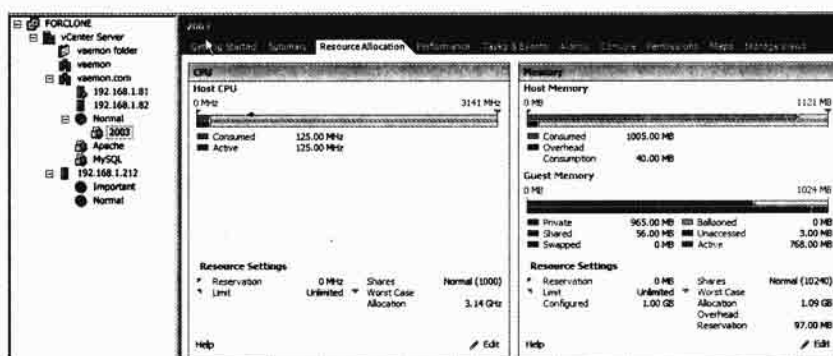 FORCLONE
vCenter Server
vaemon folder
vaemon
vaemon.com
192.168.1.81
192.168.1.82
Normal
2003
Apache
MySQL
192.168.1.212
Important
Normal
2003
Getting Started Summary Resource Allocation Performance Tasks & Events Alarms Console Permissions Maps Storage Views
CPU
Host CPU
0 MHz 3141 MHz
Consumed 125.00 MHz
Active 125.00 MHz
Resource Settings
Reservation 0 MHz Shares Normal (1000)
Limit Unlimited Worst Case
Allocation 3.14 GHz
Help Edit
Memory
Host Memory
0 MB 1121 MB
Consumed 1005.00 MB
Overhead
Consumption 40.00 MB
Guest Memory
0 MB 1024 MB
Private 965.00 MB Ballooned 0 MB
Shared 56.00 MB Unaccessed 3.00 MB
Swapped 0 MB Active 768.00 MB
Resource Settings
Reservation 0 MB Shares Normal (10240)
Limit Unlimited Worst Case
Configured 1.00 GB Allocation 1.09 GB
Overhead
Reservation 97.00 MB
Help Edit